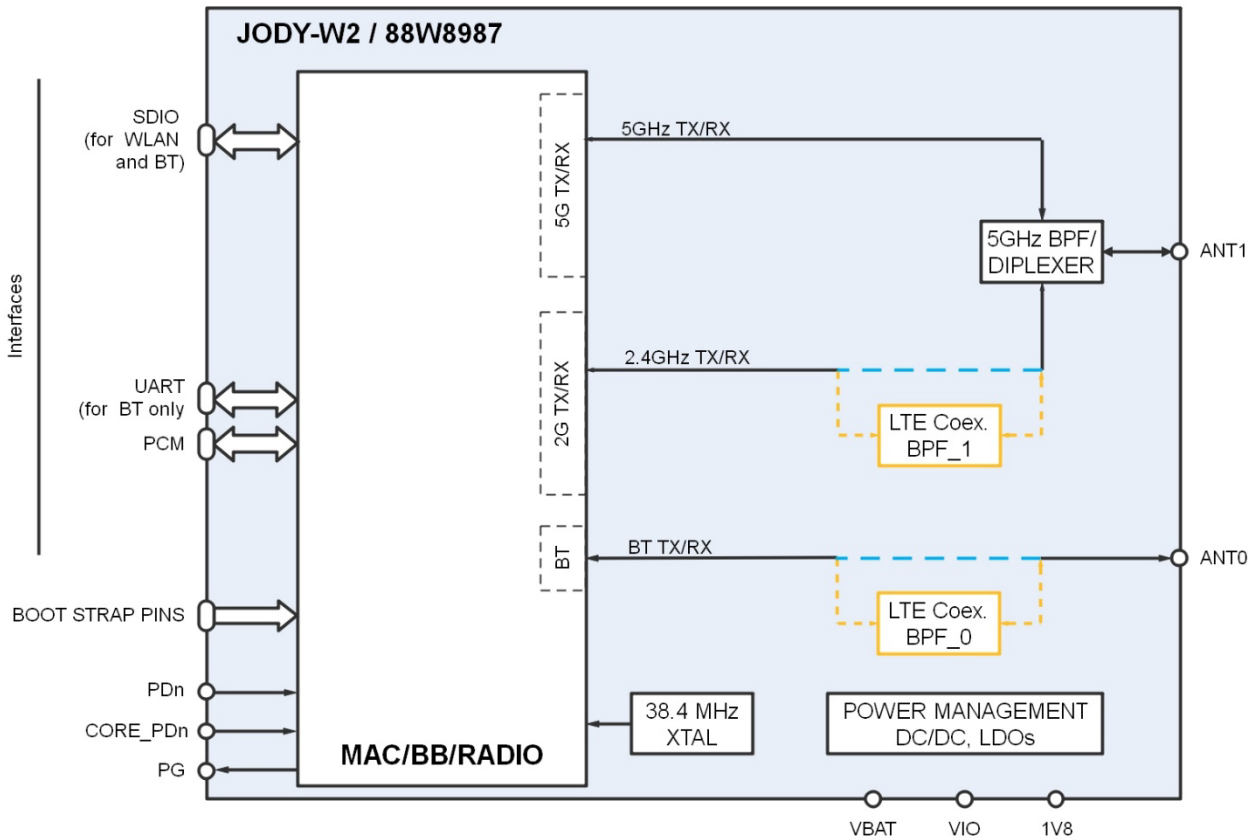 JODY-W2 / 88W8987
Interfaces
SDIO
(for WLAN
and BT)
UART
(for BT only
PCM
BOOT STRAP PINS
PDn
CORE_PDn
PG
5G TX/RX
2G TX/RX
BT
MAC/BB/RADIO
5GHz TX/RX
5GHz BPF/
DIPLEXER
ANT1
2.4GHz TX/RX
LTE Coex.
BPF_1
BT TX/RX
ANT0
LTE Coex.
BPF_0
38.4 MHz
XTAL
POWER MANAGEMENT
DC/DC, LDOs
VBAT
VIO
1V8